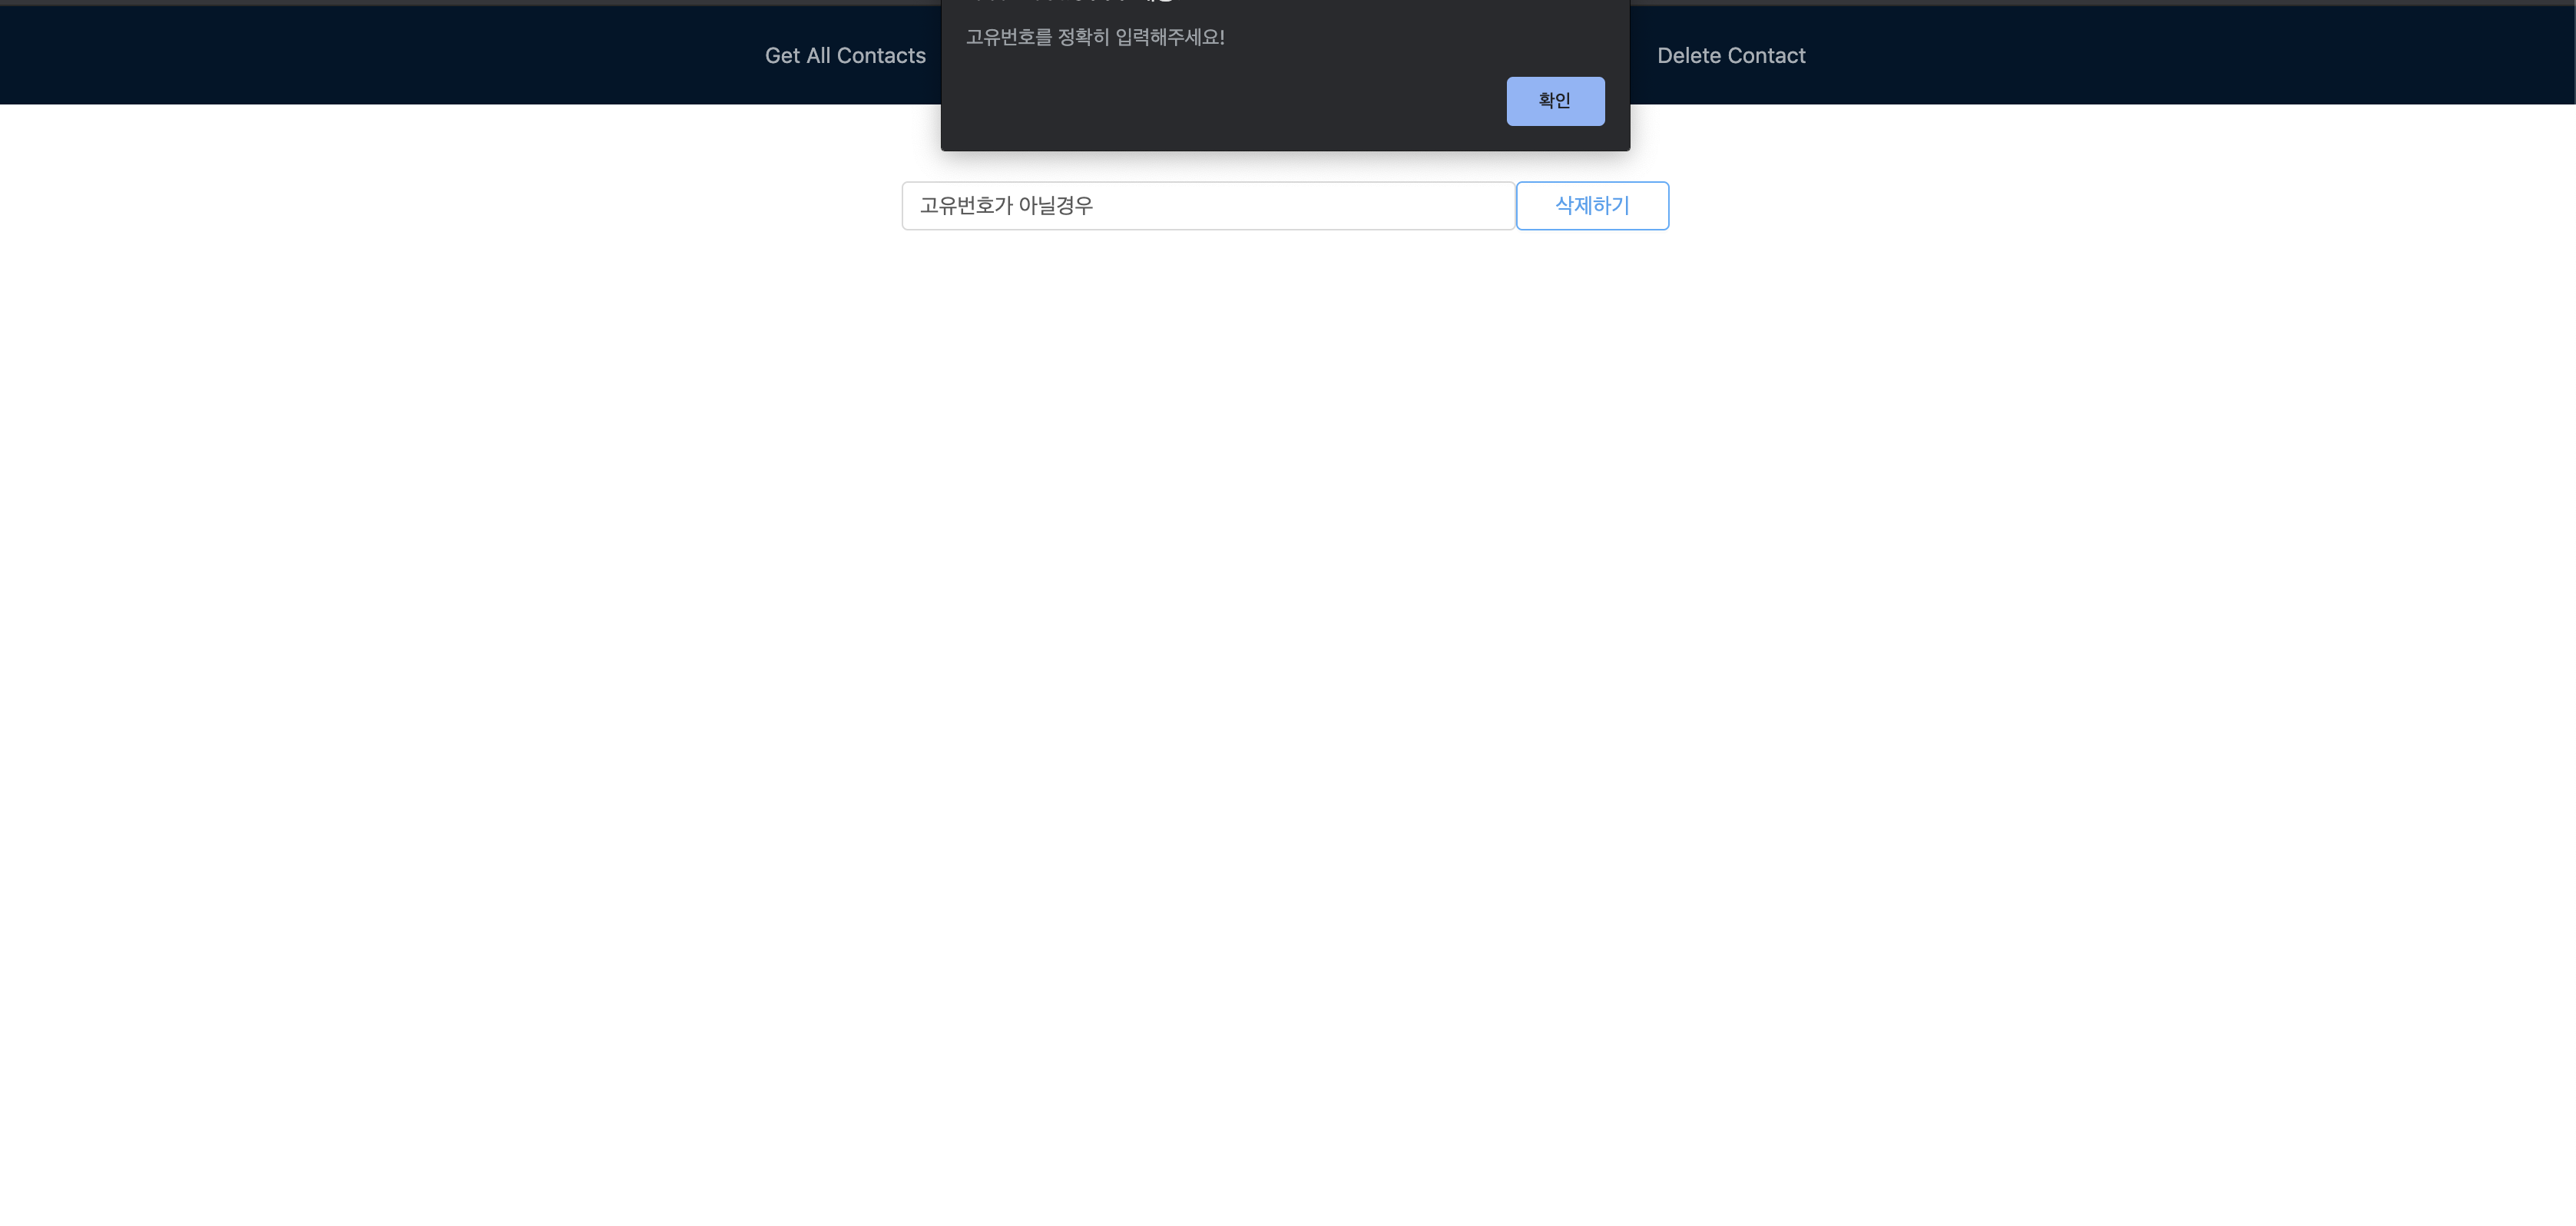 고유번호를 정확히 입력해주세요!
Get All Contacts
Delete Contact
확인
고유번호가 아닐경우
삭제하기